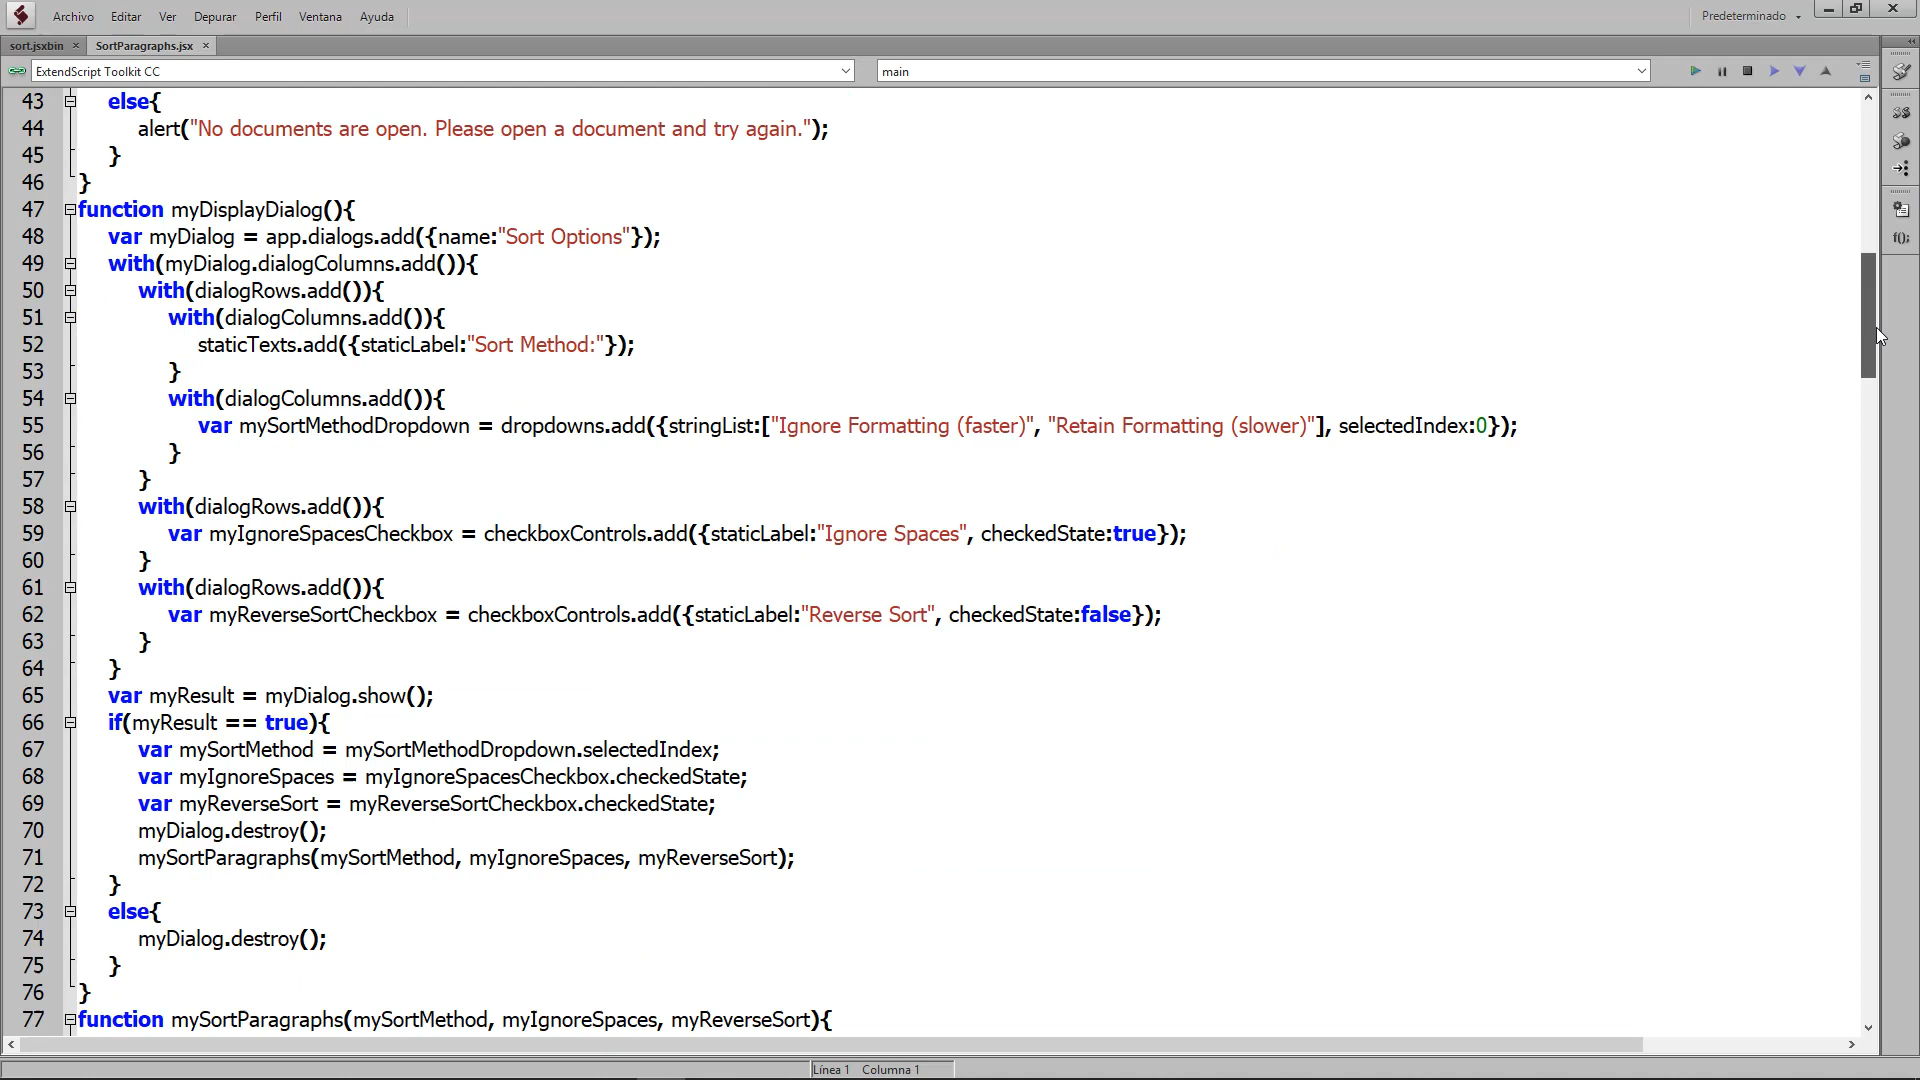 Archivo Editar Ver Depurar Perfil Ventana Ayuda Predeterminado
sort.jsxbin × SortParagraphs.jsx ×
ExtendScript Toolkit CC main
43 else{
44 alert("No documents are open. Please open a document and try again.");
45 }
46 }
47 function myDisplayDialog(){
48 var myDialog = app.dialogs.add({name:"Sort Options"});
49 with(myDialog.dialogColumns.add()){
50 with(dialogRows.add()){
51 with(dialogColumns.add()){
52 staticTexts.add({staticLabel:"Sort Method:"});
53 }
54 with(dialogColumns.add()){
55 var mySortMethodDropdown = dropdowns.add({stringList:["Ignore Formatting (faster)", "Retain Formatting (slower)"], selectedIndex:0});
56 }
57 }
58 with(dialogRows.add()){
59 var myIgnoreSpacesCheckbox = checkboxControls.add({staticLabel:"Ignore Spaces", checkedState:true});
60 }
61 with(dialogRows.add()){
62 var myReverseSortCheckbox = checkboxControls.add({staticLabel:"Reverse Sort", checkedState:false});
63 }
64 }
65 var myResult = myDialog.show();
66 if(myResult == true){
67 var mySortMethod = mySortMethodDropdown.selectedIndex;
68 var myIgnoreSpaces = myIgnoreSpacesCheckbox.checkedState;
69 var myReverseSort = myReverseSortCheckbox.checkedState;
70 myDialog.destroy();
71 mySortParagraphs(mySortMethod, myIgnoreSpaces, myReverseSort);
72 }
73 else{
74 myDialog.destroy();
75 }
76 }
77 function mySortParagraphs(mySortMethod, myIgnoreSpaces, myReverseSort){
f();
Línea 1 Columna 1